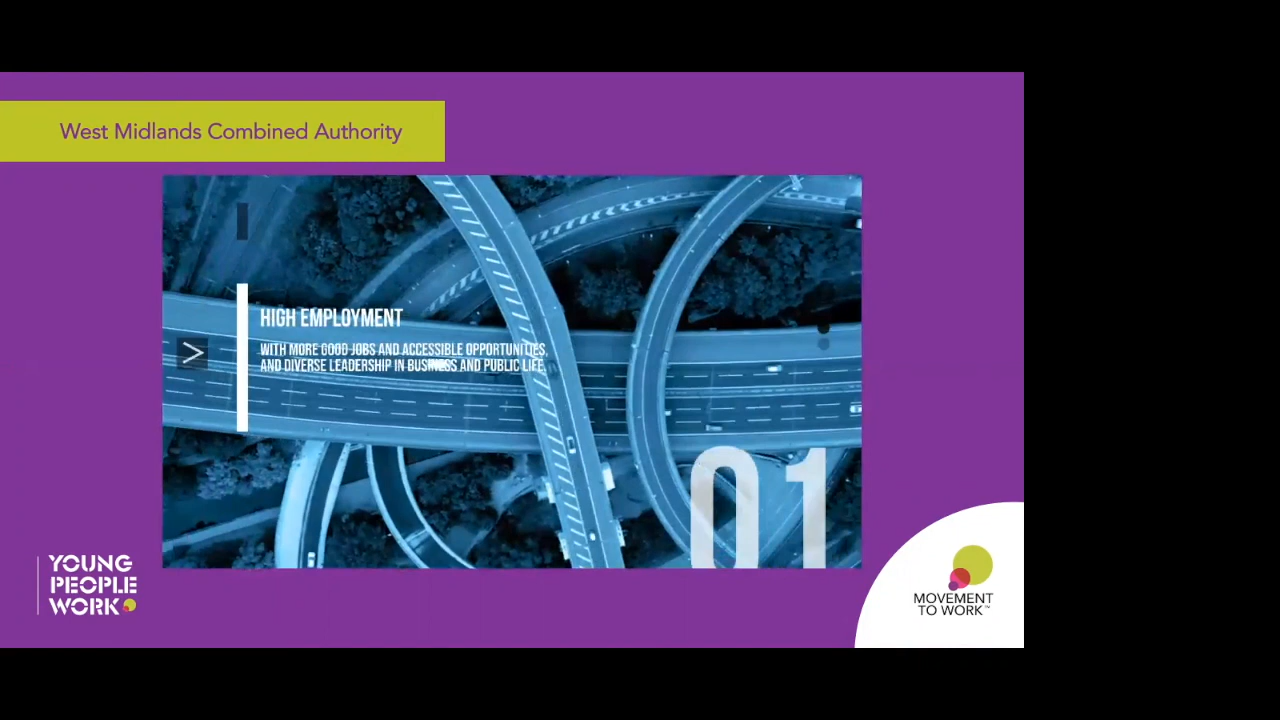 West Midlands Combined Authority
HIGH EMPLOYMENT
WITH MORE GOOD JOBS AND ACCESSIBLE OPPORTUNITIES,
AND DIVERSE LEADERSHIP IN BUSINESS AND PUBLIC LIFE.
01
YOUNG
PEOPLE
WORK
MOVEMENT
TO WORK™